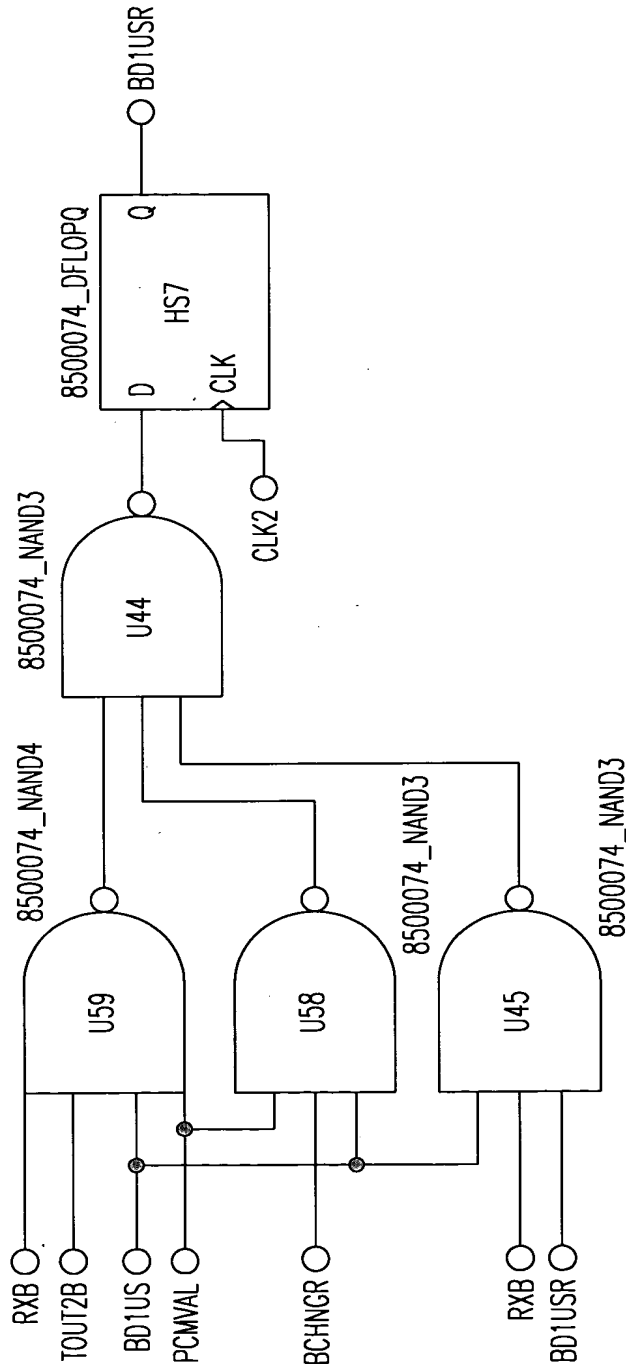 8500074_DFLOPQ
D
Q
BD1USR
HS7
CLK
CLK2
8500074_NAND3
U44
8500074_NAND4
U59
RXB
TOUT2B
BD1US
PCMVAL
8500074_NAND3
U58
BCHNGR
8500074_NAND3
U45
RXB
BD1USR